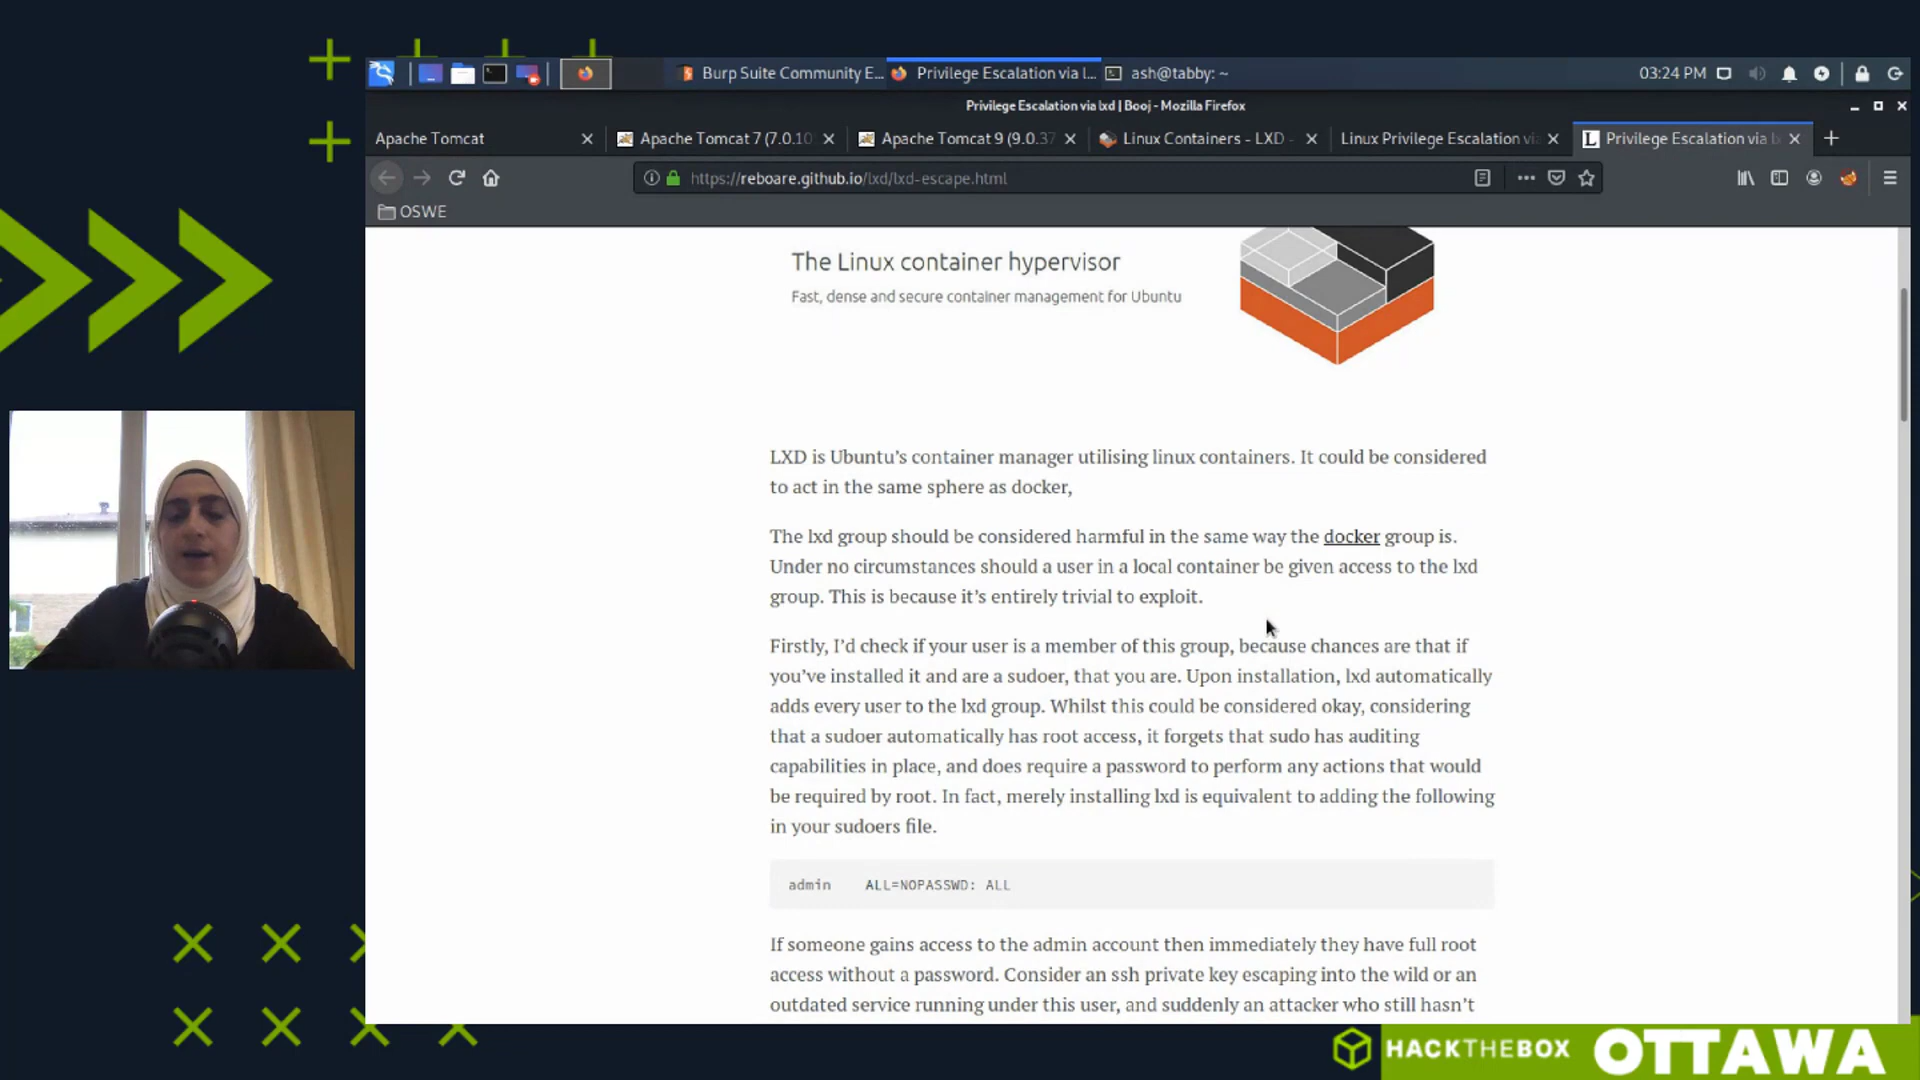 Burp Suite Community E...
Privilege Escalation via l...
ash@tabby: ~
03:24 PM
Privilege Escalation via lxd | Booj - Mozilla Firefox
Apache Tomcat
Apache Tomcat 7 (7.0.10
Apache Tomcat 9 (9.0.37
Linux Containers - LXD -
Linux Privilege Escalation via
Privilege Escalation via lx
https://reboare.github.io/lxd/lxd-escape.html
OSWE
The Linux container hypervisor
Fast, dense and secure container management for Ubuntu
LXD is Ubuntu’s container manager utilising linux containers. It could be considered
to act in the same sphere as docker,
The lxd group should be considered harmful in the same way the docker group is.
Under no circumstances should a user in a local container be given access to the lxd
group. This is because it’s entirely trivial to exploit.
Firstly, I’d check if your user is a member of this group, because chances are that if
you’ve installed it and are a sudoer, that you are. Upon installation, lxd automatically
adds every user to the lxd group. Whilst this could be considered okay, considering
that a sudoer automatically has root access, it forgets that sudo has auditing
capabilities in place, and does require a password to perform any actions that would
be required by root. In fact, merely installing lxd is equivalent to adding the following
in your sudoers file.
admin ALL=NOPASSWD: ALL
If someone gains access to the admin account then immediately they have full root
access without a password. Consider an ssh private key escaping into the wild or an
outdated service running under this user, and suddenly an attacker who still hasn’t
HACKTHEBOX OTTAWA